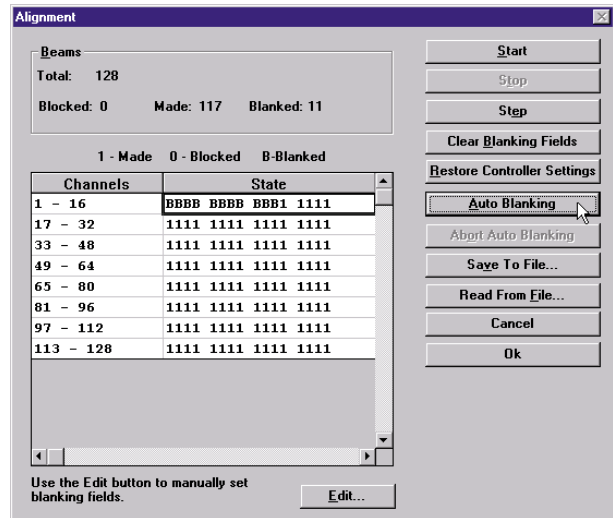 Alignment
Beams
Total: 128
Blocked: 0 Made: 117 Blanked: 11
1 - Made 0 - Blocked B-Blanked
Channels State
1 - 16 BBBB BBBB BBB1 1111
17 - 32 1111 1111 1111 1111
33 - 48 1111 1111 1111 1111
49 - 64 1111 1111 1111 1111
65 - 80 1111 1111 1111 1111
81 - 96 1111 1111 1111 1111
97 - 112 1111 1111 1111 1111
113 - 128 1111 1111 1111 1111
Use the Edit button to manually set
blanking fields.
Edit...
Start
Stop
Step
Clear Blanking Fields
Restore Controller Settings
Auto Blanking
Abort Auto Blanking
Save To File...
Read From File...
Cancel
Ok